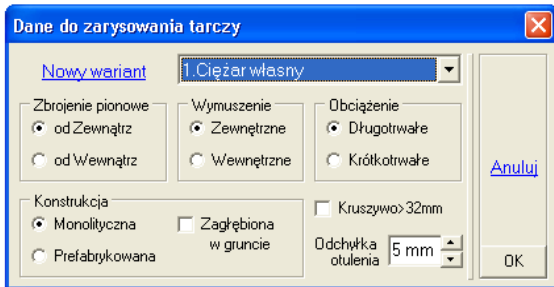 Dane do zarysowania tarczy
Nowy wariant
1.Ciężar własny
Zbrojenie pionowe
od Zewnątrz
od Wewnątrz
Wymuszenie
Zewnętrzne
Wewnętrzne
Obciążenie
Długotrwałe
Krótkotrwałe
Anuluj
Konstrukcja
Monolityczna
Prefabrykowana
Zagłębiona
w gruncie
Kruszywo>32mm
Odchyłka
otulenia
5 mm
OK